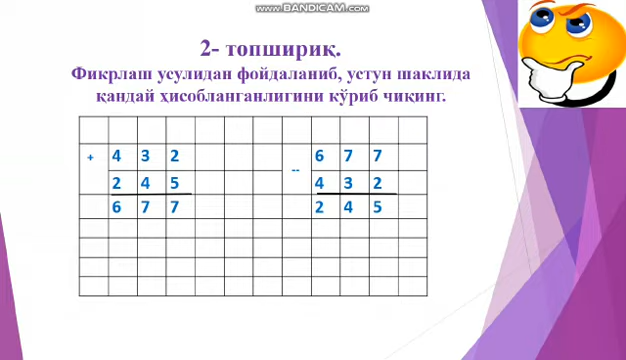 www.BANDICAM.com
2- топшириқ.
Фикрлаш усулидан фойдаланиб, устун шаклида
қандай ҳисобланганлигини кўриб чиқинг.
+ 4 3 2 -- 6 7 7
2 4 5 4 3 2
6 7 7 2 4 5